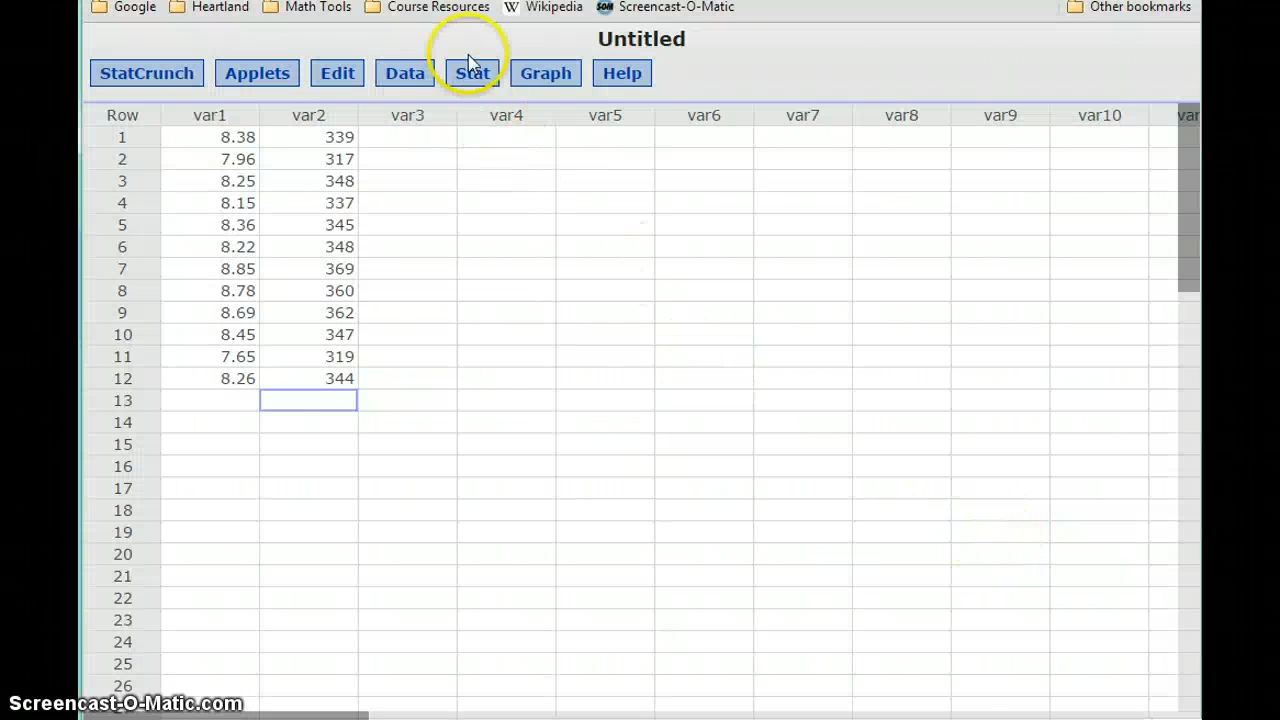 Google Heartland Math Tools Course Resources W Wikipedia SOM Screencast-O-Matic Other bookmarks
Untitled
StatCrunch Applets Edit Data Stat Graph Help
Row var1 var2 var3 var4 var5 var6 var7 var8 var9 var10 var
1 8.38 339
2 7.96 317
3 8.25 348
4 8.15 337
5 8.36 345
6 8.22 348
7 8.85 369
8 8.78 360
9 8.69 362
10 8.45 347
11 7.65 319
12 8.26 344
13
14
15
16
17
18
19
20
21
22
23
24
25
26
Screencast-O-Matic.com